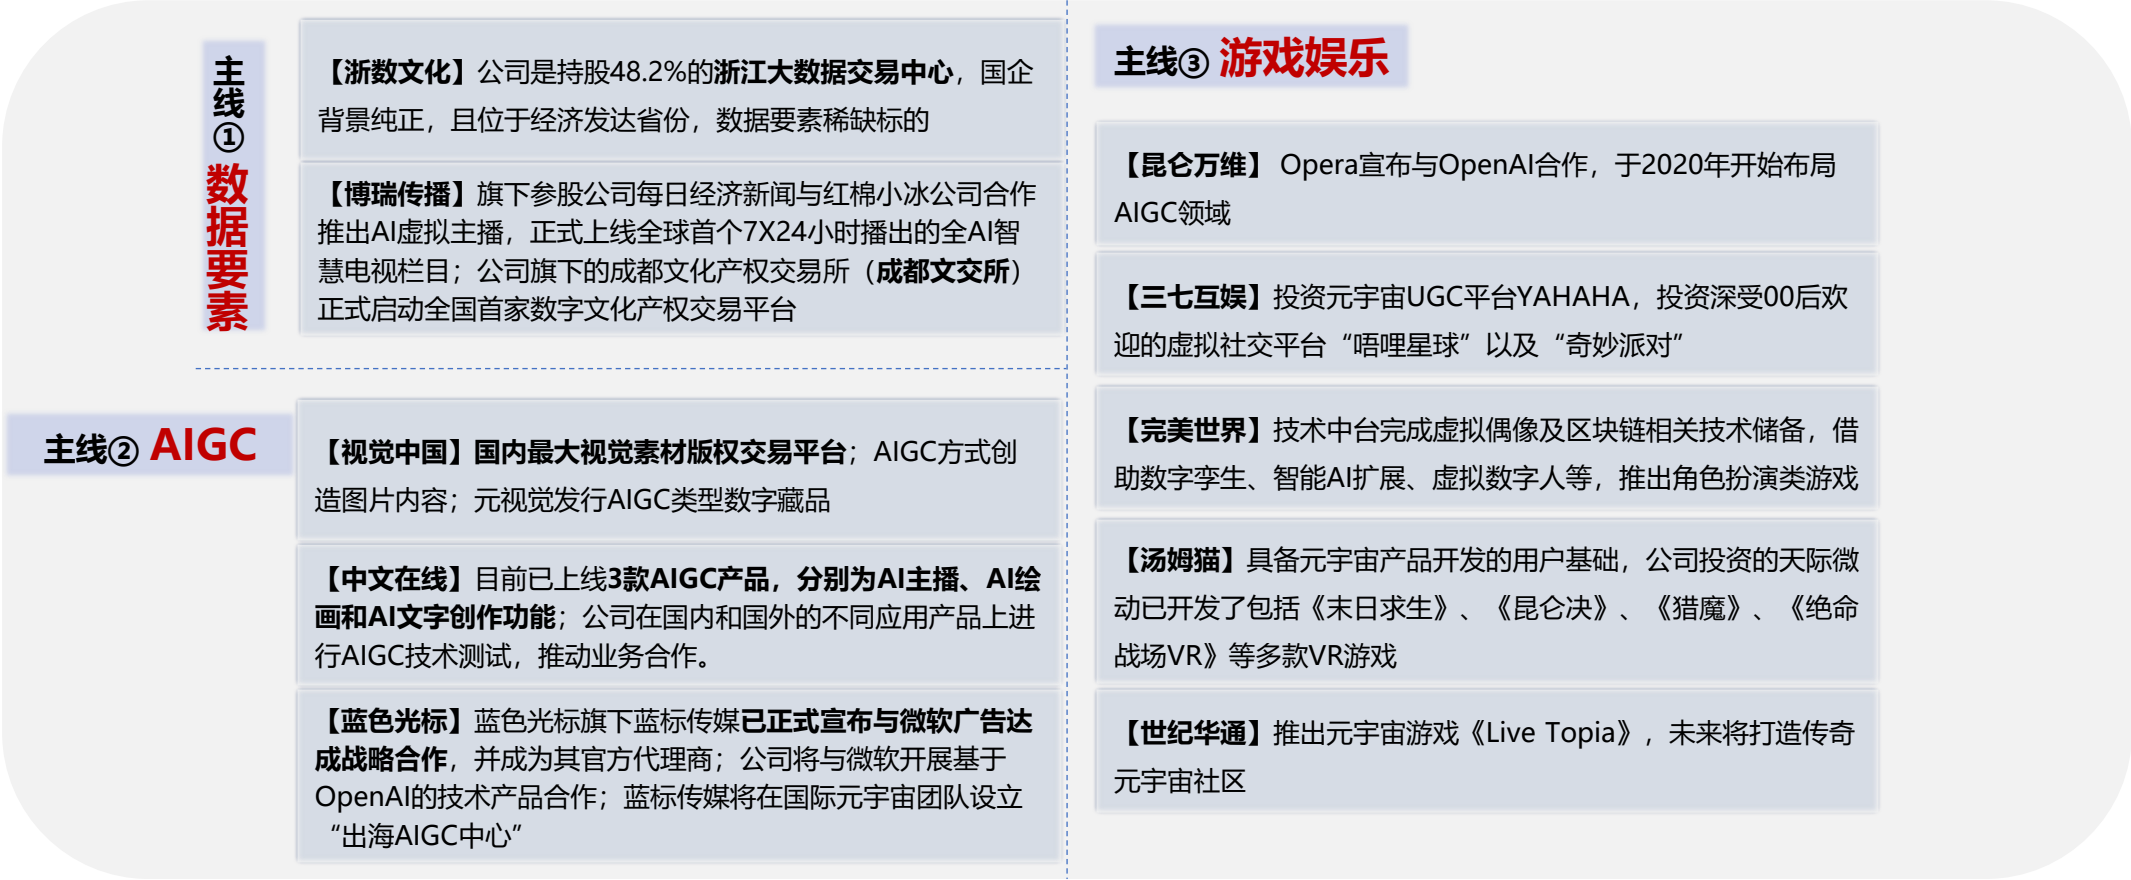 主线① 数据要素
【浙数文化】公司是持股48.2%的浙江大数据交易中心，国企
背景纯正，且位于经济发达省份，数据要素稀缺标的
【博瑞传播】旗下参股公司每日经济新闻与红棉小冰公司合作
推出AI虚拟主播，正式上线全球首个7X24小时播出的全AI智
慧电视栏目；公司旗下的成都文化产权交易所（成都文交所）
正式启动全国首家数字文化产权交易平台
主线② AIGC
【视觉中国】国内最大视觉素材版权交易平台；AIGC方式创
造图片内容；元视觉发行AIGC类型数字藏品
【中文在线】目前已上线3款AIGC产品，分别为AI主播、AI绘
画和AI文字创作功能；公司在国内和国外的不同应用产品上进
行AIGC技术测试，推动业务合作。
【蓝色光标】蓝色光标旗下蓝标传媒已正式宣布与微软广告达
成战略合作，并成为其官方代理商；公司将与微软开展基于
OpenAI的技术产品合作；蓝标传媒将在国际元宇宙团队设立
“出海AIGC中心”
主线③ 游戏娱乐
【昆仑万维】 Opera宣布与OpenAI合作，于2020年开始布局
AIGC领域
【三七互娱】投资元宇宙UGC平台YAHAHA，投资深受00后欢
迎的虚拟社交平台“唔哩星球”以及“奇妙派对”
【完美世界】技术中台完成虚拟偶像及区块链相关技术储备，借
助数字孪生、智能AI扩展、虚拟数字人等，推出角色扮演类游戏
【汤姆猫】具备元宇宙产品开发的用户基础，公司投资的天际微
动已开发了包括《末日求生》、《昆仑决》、《猎魔》、《绝命
战场VR》等多款VR游戏
【世纪华通】推出元宇宙游戏《Live Topia》，未来将打造传奇
元宇宙社区